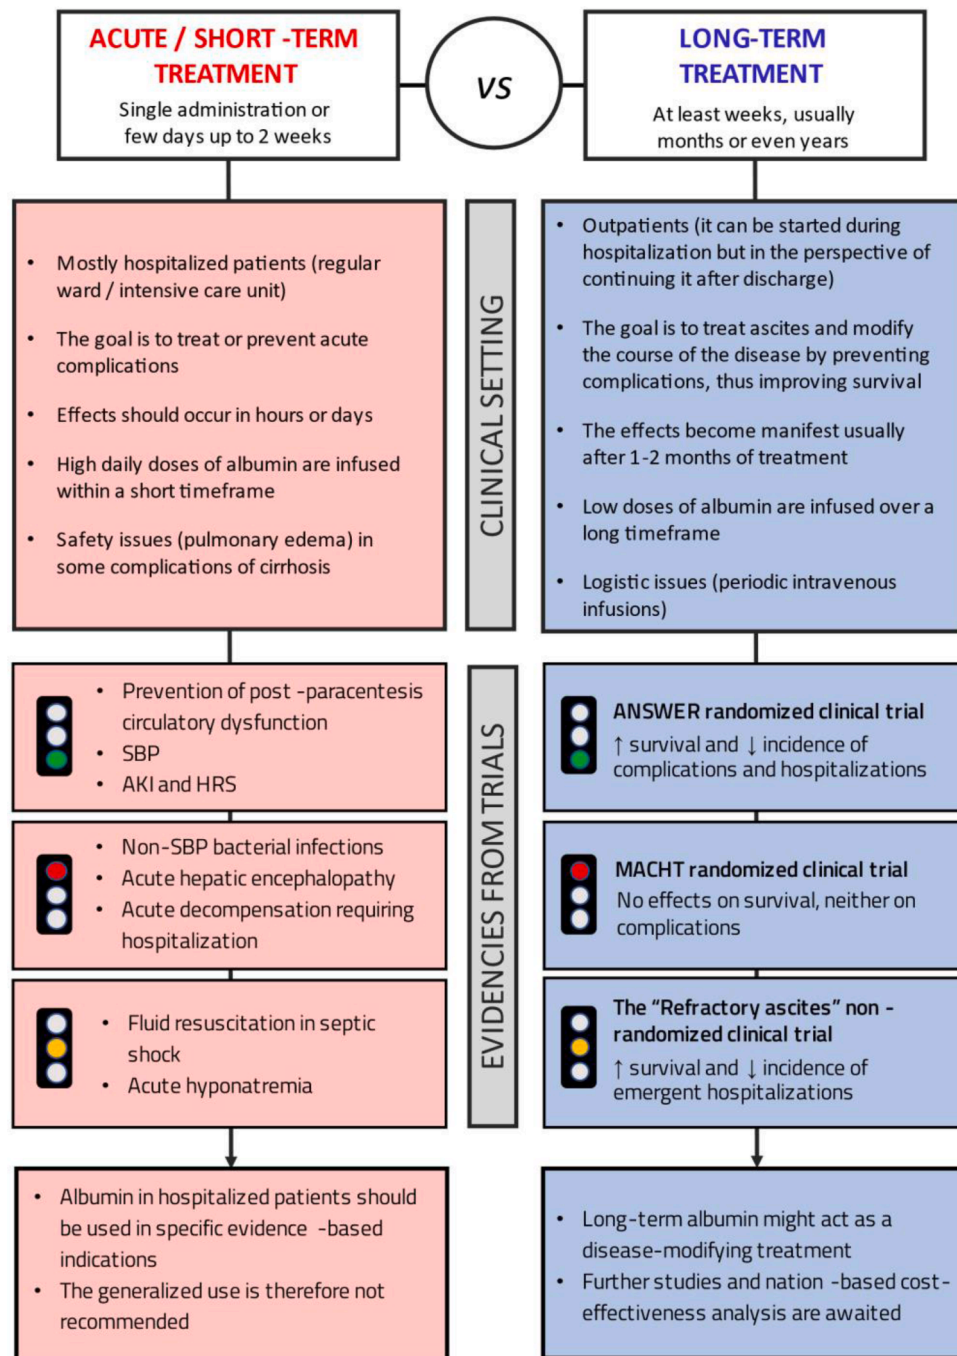 ACUTE / SHORT -TERM
TREATMENT
Single administration or
few days up to 2 weeks
vs
LONG-TERM
TREATMENT
At least weeks, usually
months or even years
• Mostly hospitalized patients (regular
ward / intensive care unit)
• The goal is to treat or prevent acute
complications
• Effects should occur in hours or days
• High daily doses of albumin are infused
within a short timeframe
• Safety issues (pulmonary edema) in
some complications of cirrhosis
CLINICAL SETTING
• Outpatients (it can be started during
hospitalization but in the perspective of
continuing it after discharge)
• The goal is to treat ascites and modify
the course of the disease by preventing
complications, thus improving survival
• The effects become manifest usually
after 1-2 months of treatment
• Low doses of albumin are infused over a
long timeframe
• Logistic issues (periodic intravenous
infusions)
• Prevention of post -paracentesis
circulatory dysfunction
• SBP
• AKI and HRS
• Non-SBP bacterial infections
• Acute hepatic encephalopathy
• Acute decompensation requiring
hospitalization
• Fluid resuscitation in septic
shock
• Acute hyponatremia
EVIDENCIES FROM TRIALS
ANSWER randomized clinical trial
↑ survival and ↓ incidence of
complications and hospitalizations
MACHT randomized clinical trial
No effects on survival, neither on
complications
The “Refractory ascites” non -
randomized clinical trial
↑ survival and ↓ incidence of
emergent hospitalizations
• Albumin in hospitalized patients should
be used in specific evidence -based
indications
• The generalized use is therefore not
recommended
• Long-term albumin might act as a
disease-modifying treatment
• Further studies and nation -based cost-
effectiveness analysis are awaited